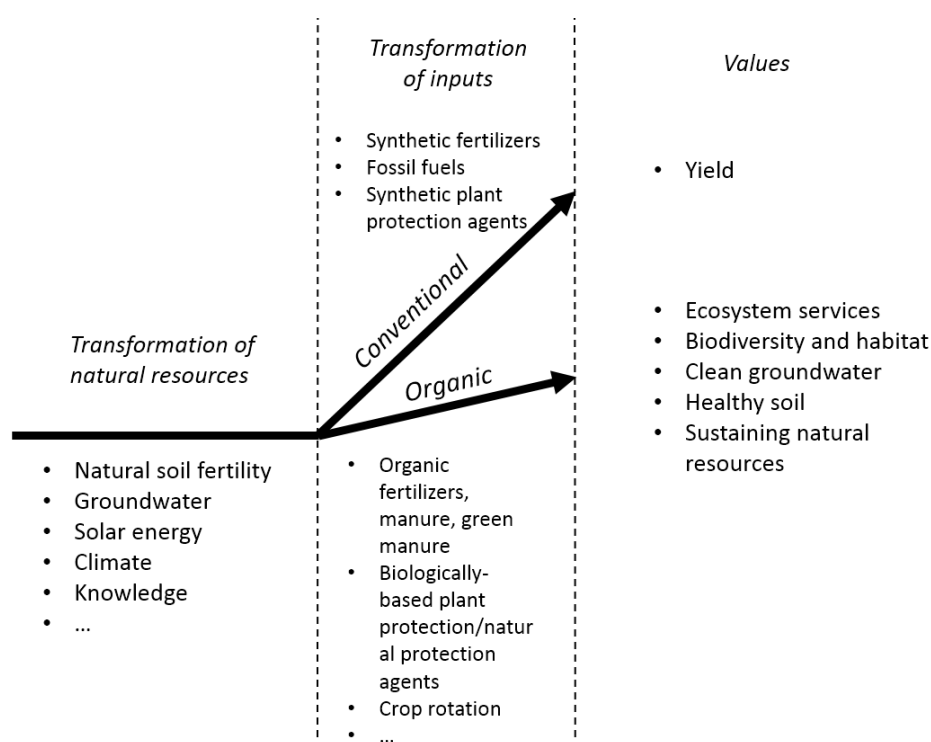 Transformation
of inputs
Values
• Synthetic fertilizers
• Fossil fuels
• Synthetic plant
protection agents
• Yield
Conventional
Organic
Transformation of
natural resources
• Natural soil fertility
• Groundwater
• Solar energy
• Climate
• Knowledge
• ...
• Organic
fertilizers,
manure, green
manure
• Biologically-
based plant
protection/natur
al protection
agents
• Crop rotation
• ...
• Ecosystem services
• Biodiversity and habitat
• Clean groundwater
• Healthy soil
• Sustaining natural
resources